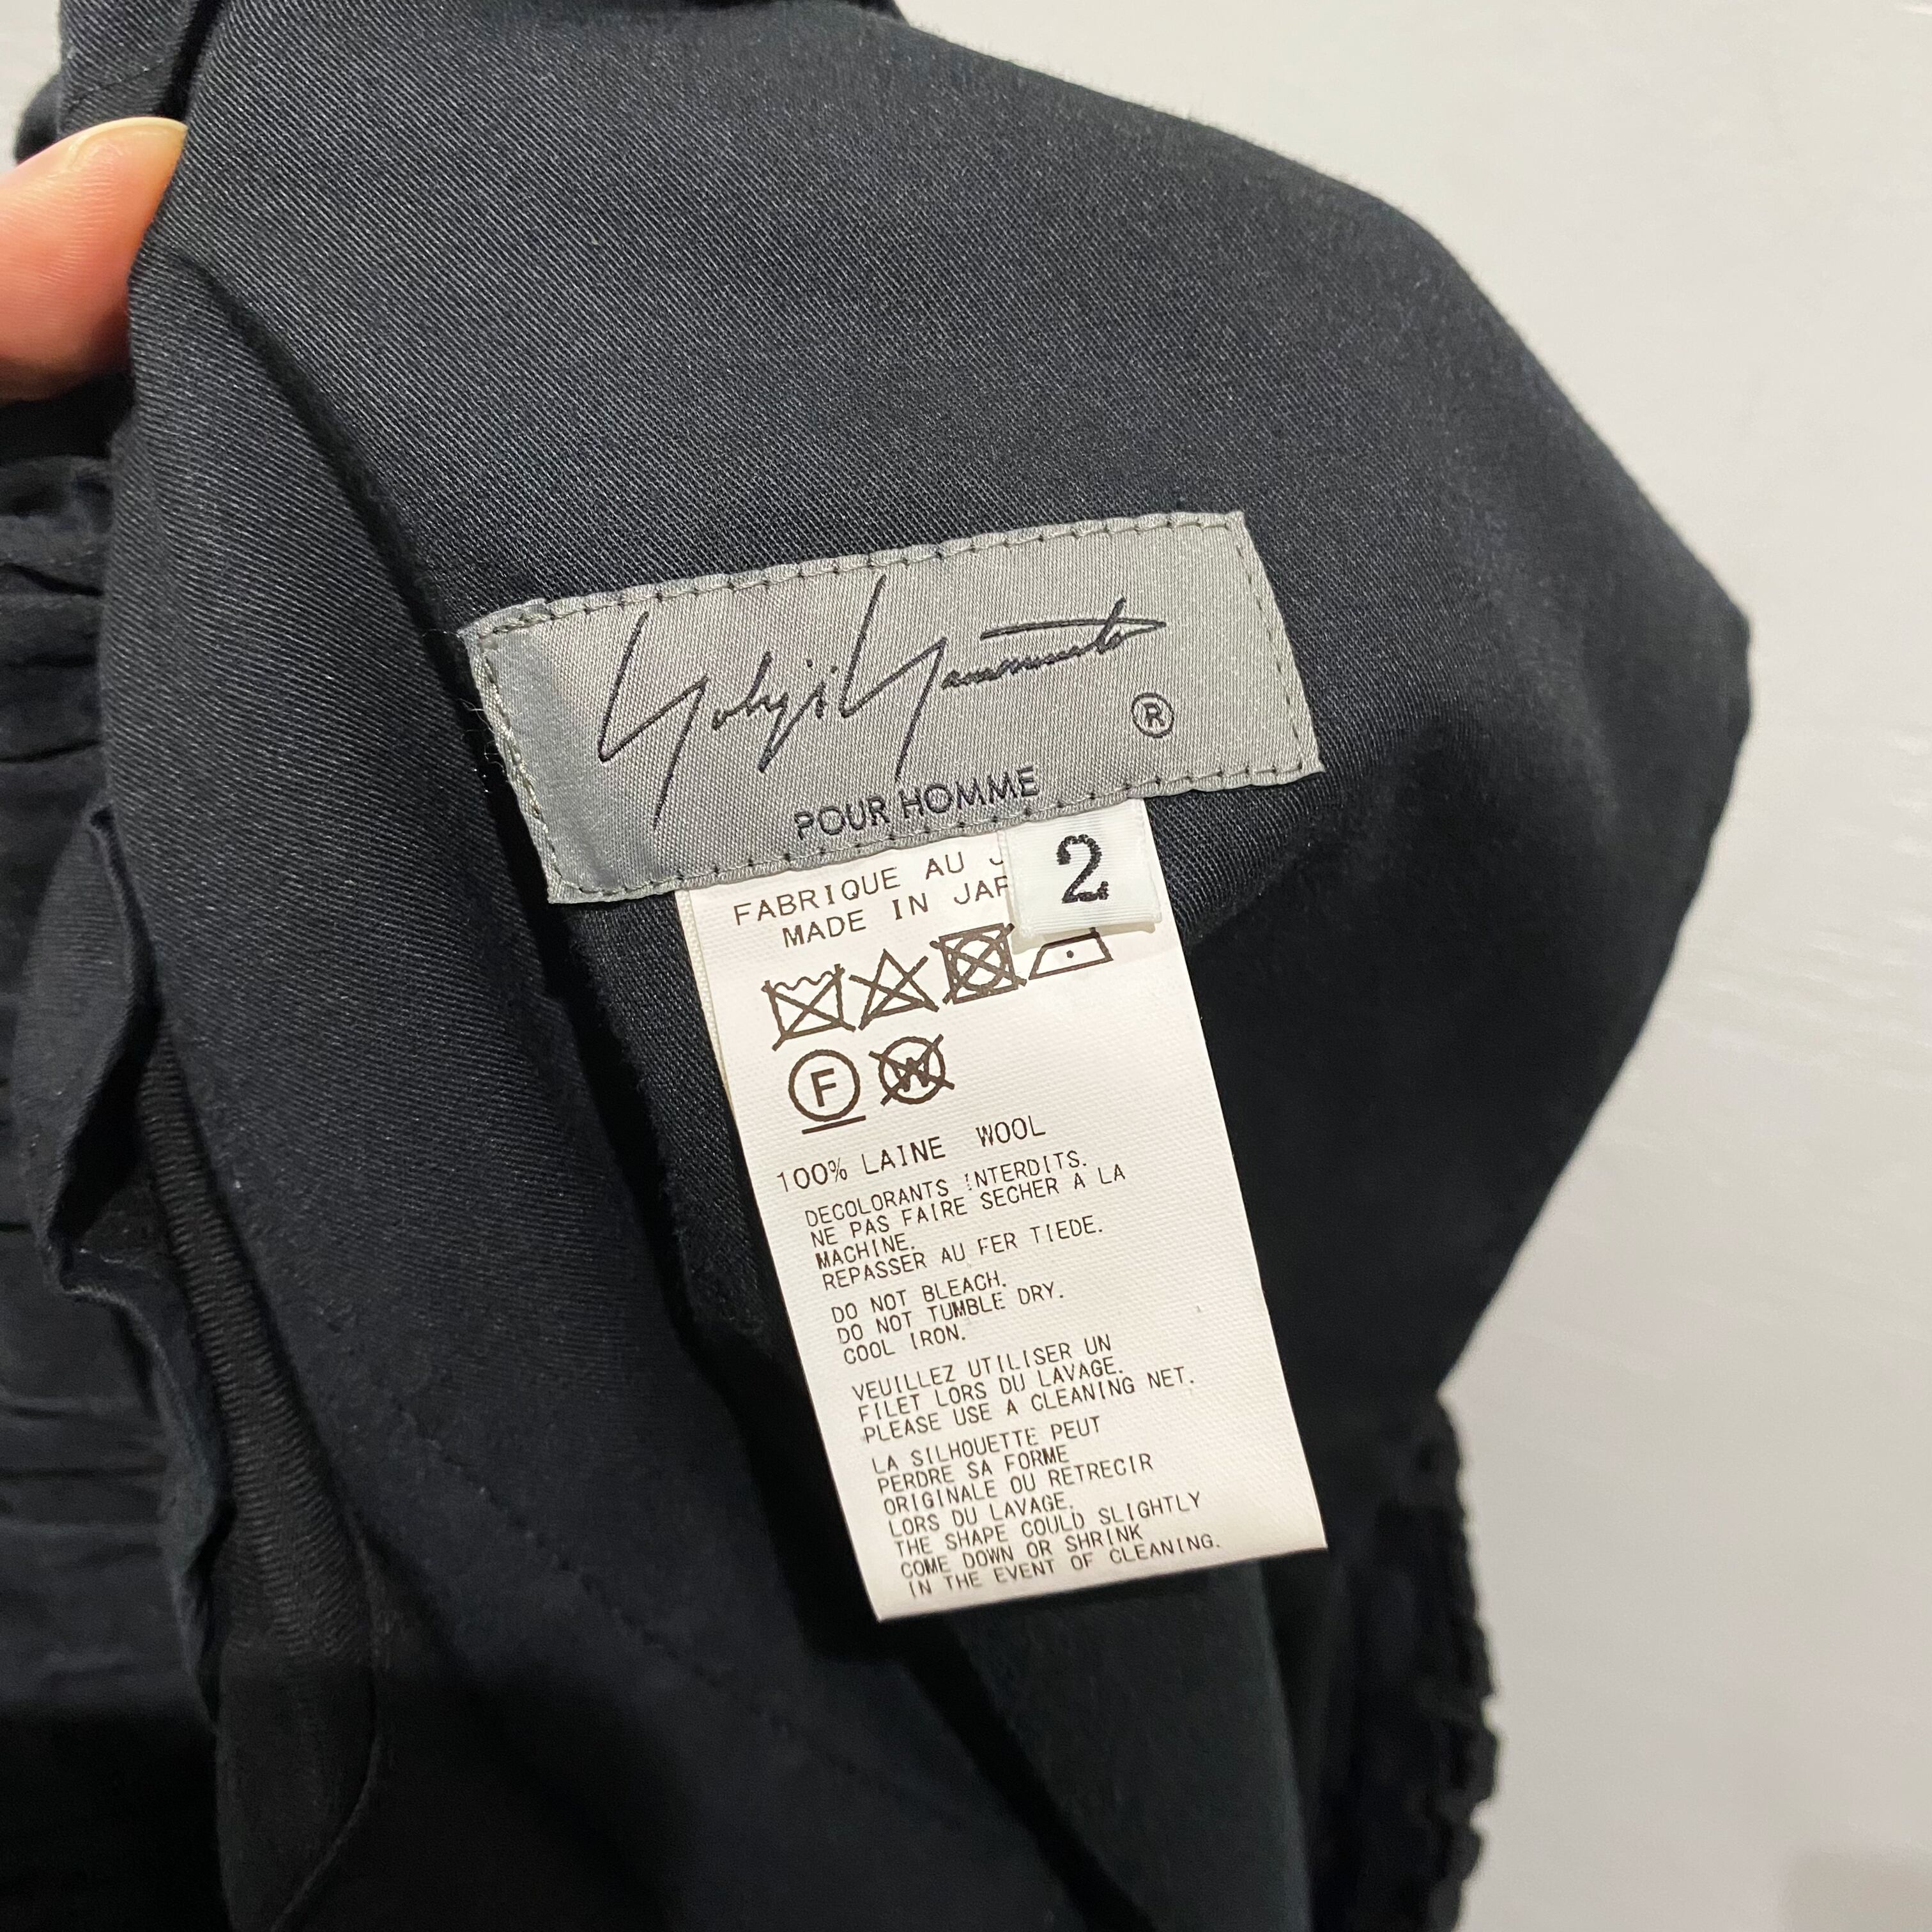 Yohji Yamamoto
®
POUR HOMME
2
FABRIQUE AU
MADE IN
F W
100% LAINE WOOL
DECOLORANTS INTERDITS.
NE PAS FAIRE SECHER A LA
MACHINE.
REPASSER AU FER TIEDE.
DO NOT BLEACH.
DO NOT TUMBLE DRY.
COOL IRON.
VEUILLEZ UTILISER UN
FILET LORS DU LAVAGE.
PLEASE USE A CLEANING NET.
LA SILHOUETTE PEUT
PERDRE SA FORME
ORIGINALE OU RETRECIR
LORS DU LAVAGE.
THE SHAPE COULD SLIGHTLY
COME DOWN OR SHRINK
IN THE EVENT OF CLEANING.